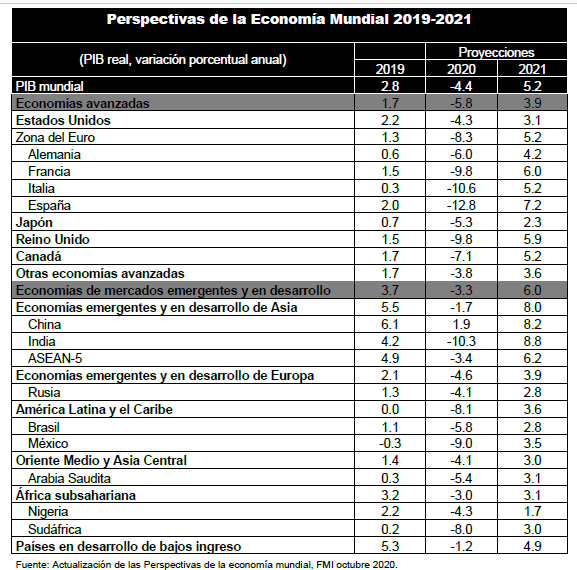 Perspectivas de la Economía Mundial 2019-2021
(PIB real, variación porcentual anual) Proyecciones
2019 2020 2021
PIB mundial 2.8 -4.4 5.2
Economías avanzadas 1.7 -5.8 3.9
Estados Unidos 2.2 -4.3 3.1
Zona del Euro 1.3 -8.3 5.2
Alemania 0.6 -6.0 4.2
Francia 1.5 -9.8 6.0
Italia 0.3 -10.6 5.2
España 2.0 -12.8 7.2
Japón 0.7 -5.3 2.3
Reino Unido 1.5 -9.8 5.9
Canadá 1.7 -7.1 5.2
Otras economías avanzadas 1.7 -3.8 3.6
Economías de mercados emergentes y en desarrollo 3.7 -3.3 6.0
Economías emergentes y en desarrollo de Asia 5.5 -1.7 8.0
China 6.1 1.9 8.2
India 4.2 -10.3 8.8
ASEAN-5 4.9 -3.4 6.2
Economías emergentes y en desarrollo de Europa 2.1 -4.6 3.9
Rusia 1.3 -4.1 2.8
América Latina y el Caribe 0.0 -8.1 3.6
Brasil 1.1 -5.8 2.8
México -0.3 -9.0 3.5
Oriente Medio y Asia Central 1.4 -4.1 3.0
Arabia Saudita 0.3 -5.4 3.1
África subsahariana 3.2 -3.0 3.1
Nigeria 2.2 -4.3 1.7
Sudáfrica 0.2 -8.0 3.0
Países en desarrollo de bajos ingreso 5.3 -1.2 4.9
Fuente: Actualización de las Perspectivas de la economía mundial, FMI octubre 2020.